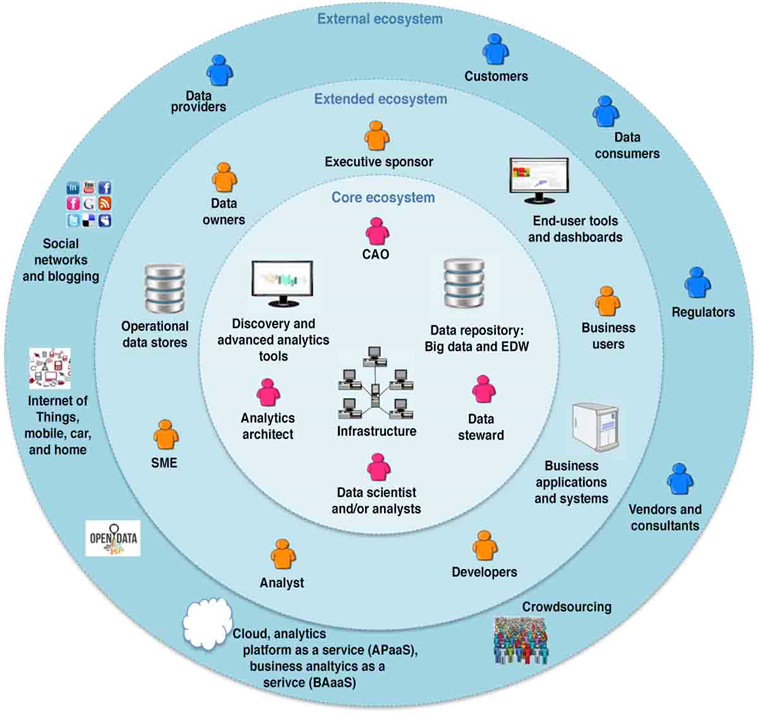 External ecosystem
Customers
Data
providers
Extended ecosystem
Data
consumers
Executive sponsor
Data
owners
Core ecosystem
End-user tools
and dashboards
Social
networks
and blogging
CAO
Operational
data stores
Discovery and
advanced analytics
tools
Data repository:
Big data and EDW
Business
users
Regulators
Internet of
Things,
mobile, car,
and home
Analytics
architect
Infrastructure
Data
steward
SME
Data scientist
and/or analysts
Business
applications
and systems
Vendors and
consultants
OPEN DATA
Analyst
Developers
Crowdsourcing
Cloud, analytics
platform as a service (APaaS),
business analtyics as a
serivce (BAaaS)